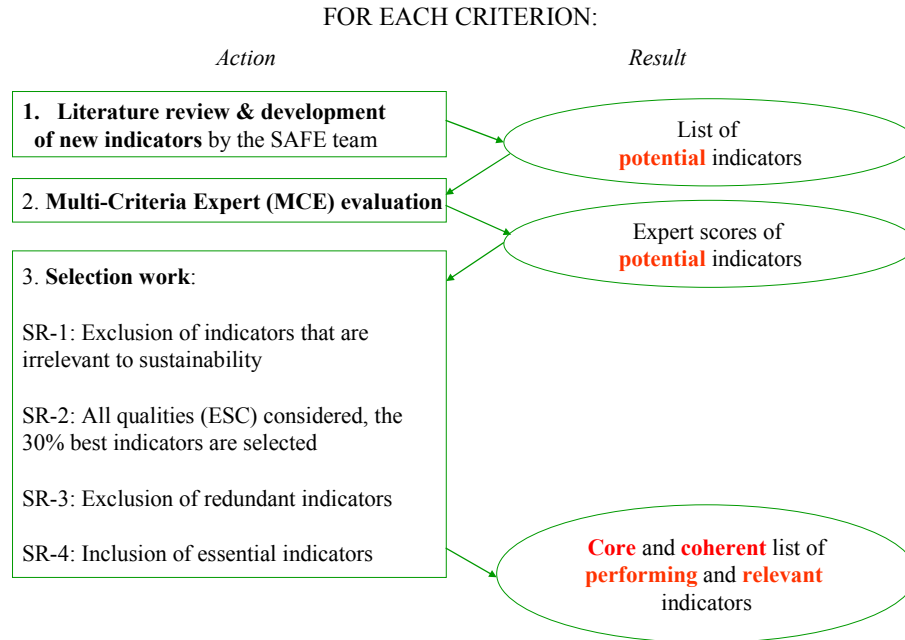 FOR EACH CRITERION:
Action
Result
1. Literature review & development
of new indicators by the SAFE team
List of
potential indicators
2. Multi-Criteria Expert (MCE) evaluation
Expert scores of
potential indicators
3. Selection work:
SR-1: Exclusion of indicators that are
irrelevant to sustainability
SR-2: All qualities (ESC) considered, the
30% best indicators are selected
SR-3: Exclusion of redundant indicators
SR-4: Inclusion of essential indicators
Core and coherent list of
performing and relevant
indicators